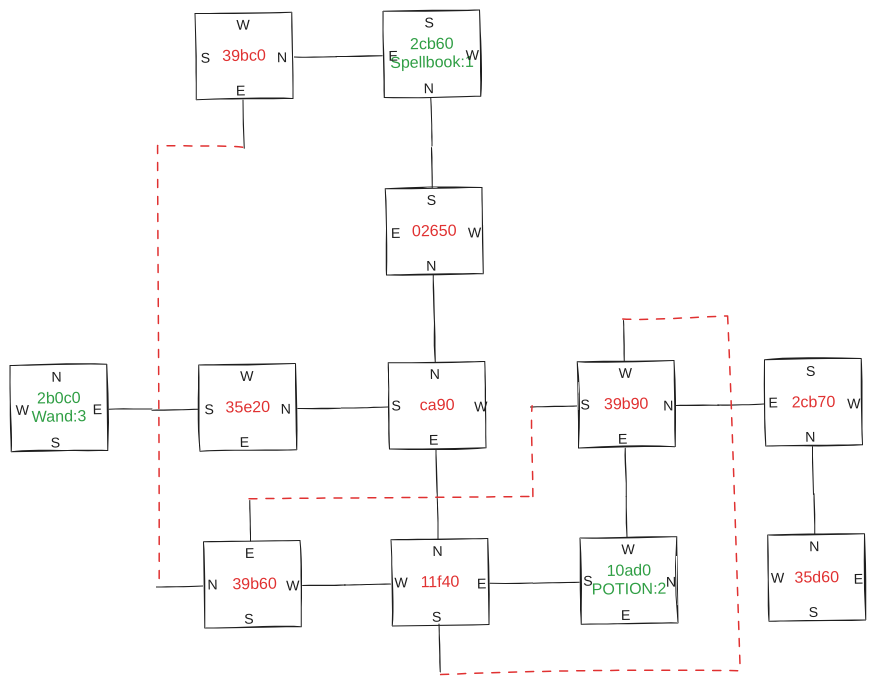 W
S 39bc0 N
E
S
2cb60
E W
Spellbook:1
N
S
E 02650 W
N
N
2b0c0
W E
Wand:3
S
W
S 35e20 N
E
N
S ca90 W
E
W
S 39b90 N
E
S
E 2cb70 W
N
E
N 39b60 W
S
N
W 11f40 E
S
W
10ad0
S N
POTION:2
E
N
W 35d60 E
S